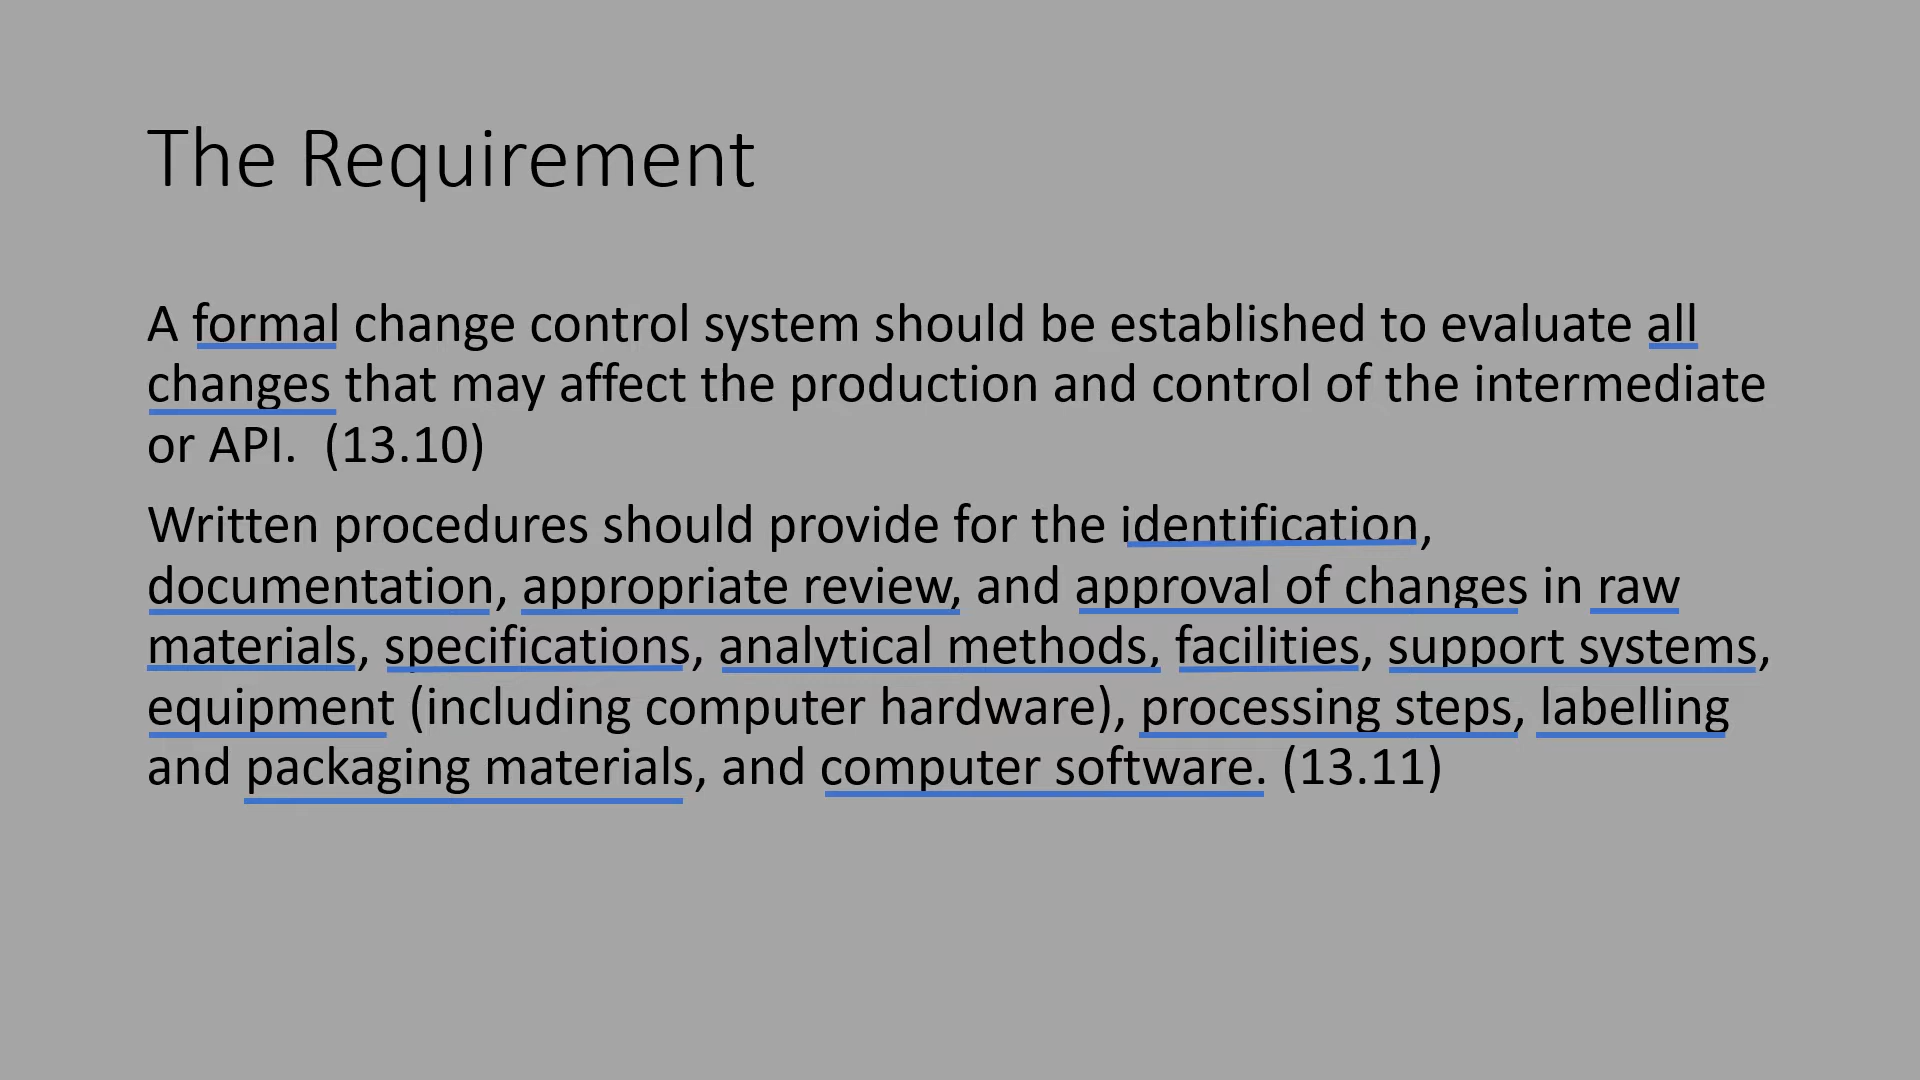 The Requirement
A formal change control system should be established to evaluate all
changes that may affect the production and control of the intermediate
or API.  (13.10)
Written procedures should provide for the identification,
documentation, appropriate review, and approval of changes in raw
materials, specifications, analytical methods, facilities, support systems,
equipment (including computer hardware), processing steps, labelling
and packaging materials, and computer software. (13.11)